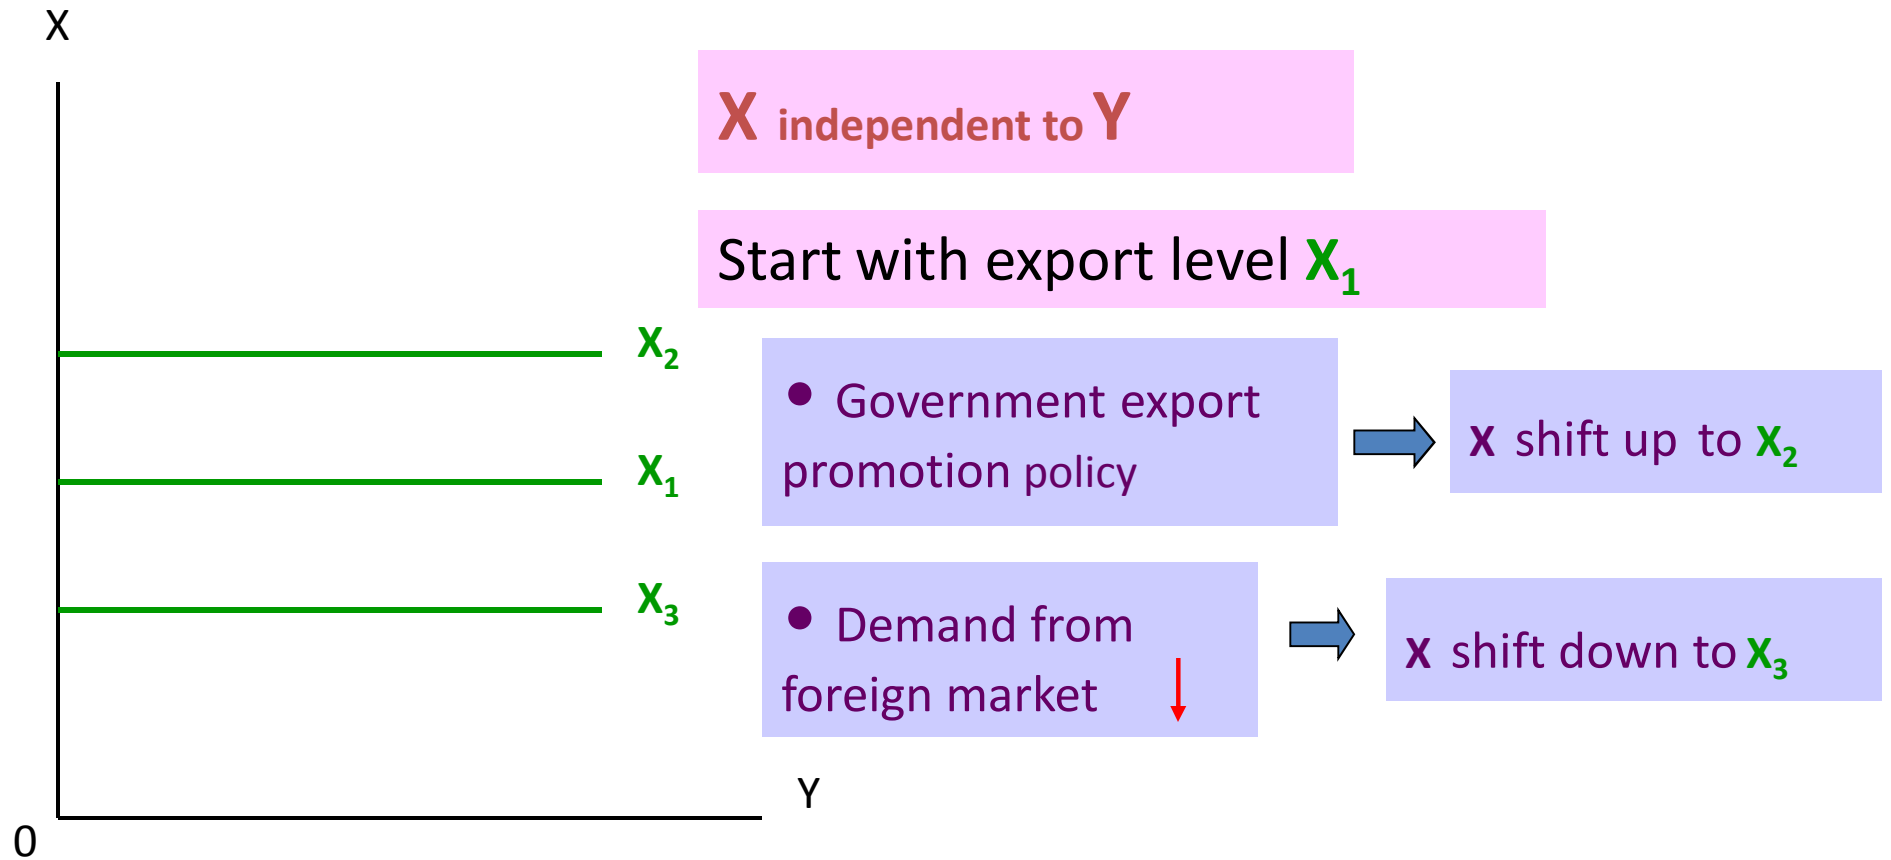 X
X independent to Y
Start with export level X₁
X₂
• Government export
promotion policy
X shift up to X₂
X₁
X₃
• Demand from
foreign market
X shift down to X₃
Y
0